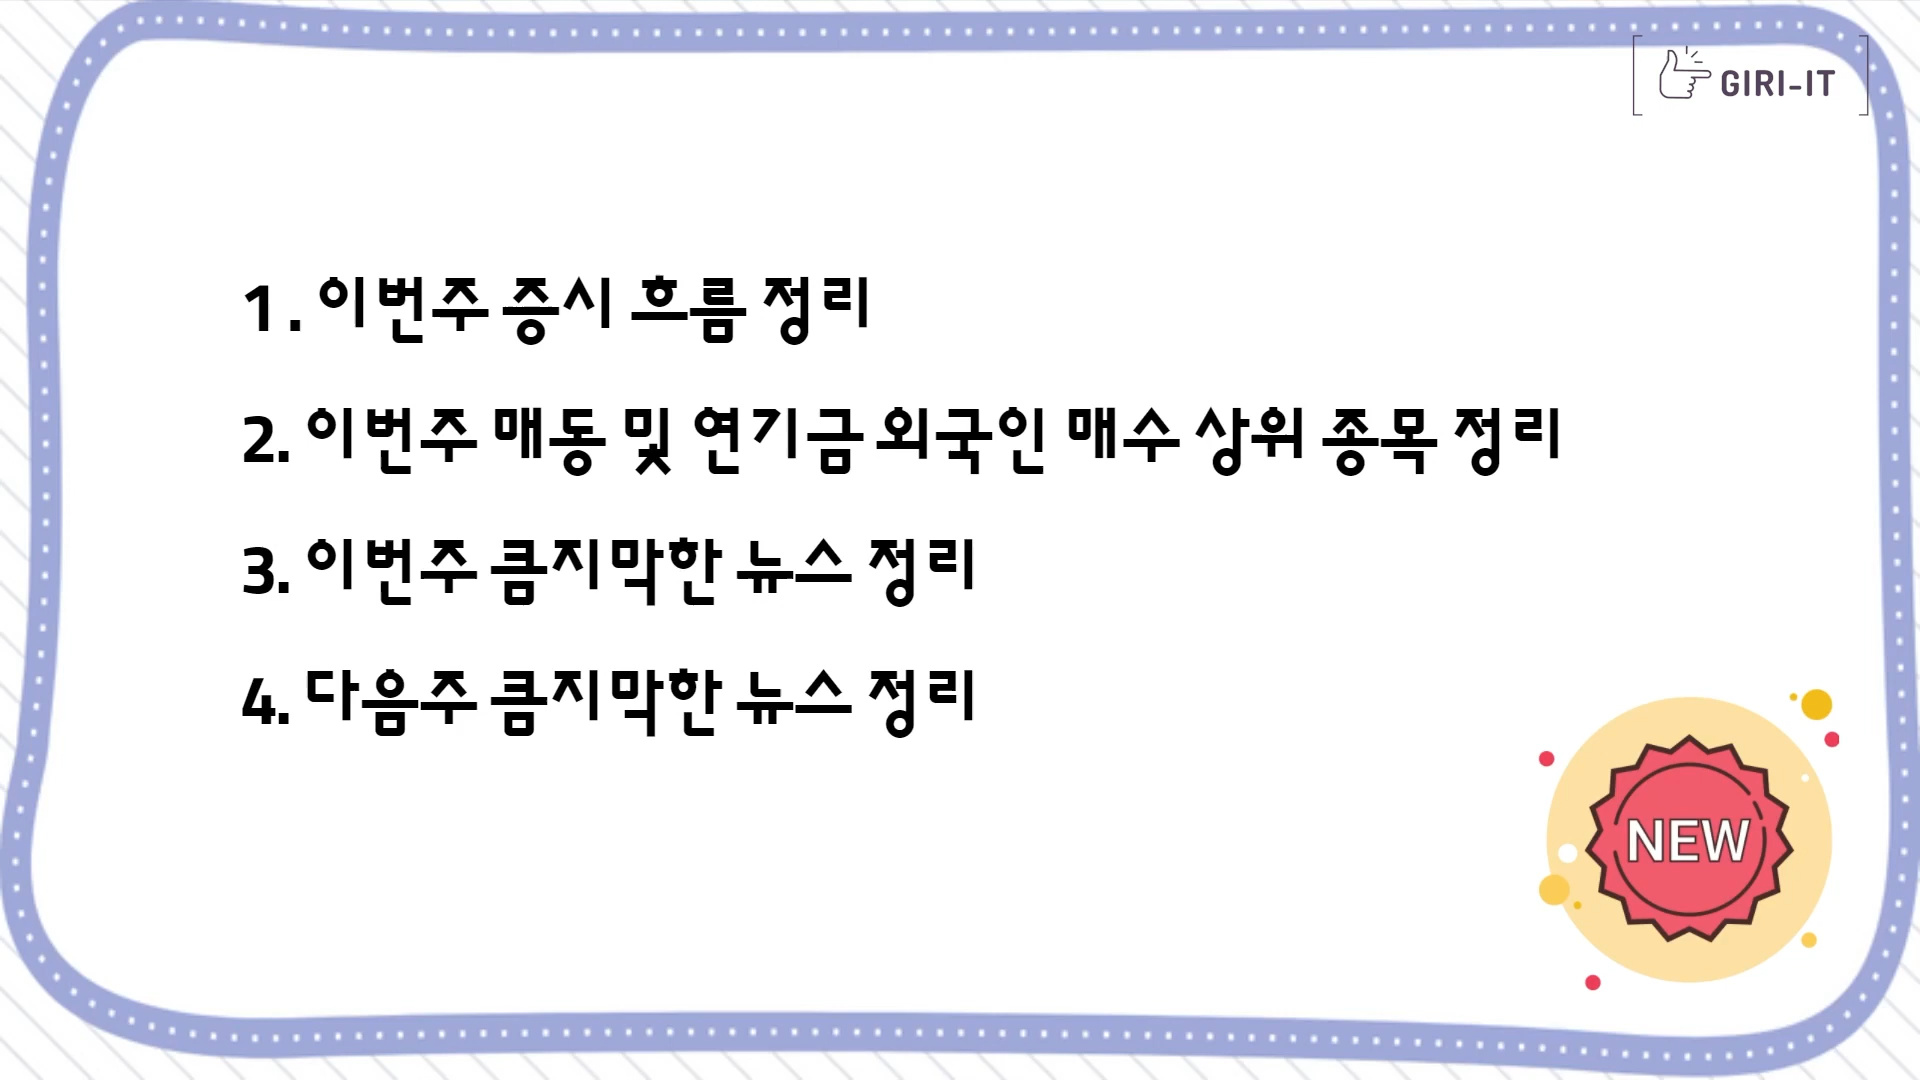 GIRI-IT
1. 이번주 증시 흐름 정리
2. 이번주 매동 및 연기금 외국인 매수 상위 종목 정리
3. 이번주 큼지막한 뉴스 정리
4. 다음주 큼지막한 뉴스 정리
NEW